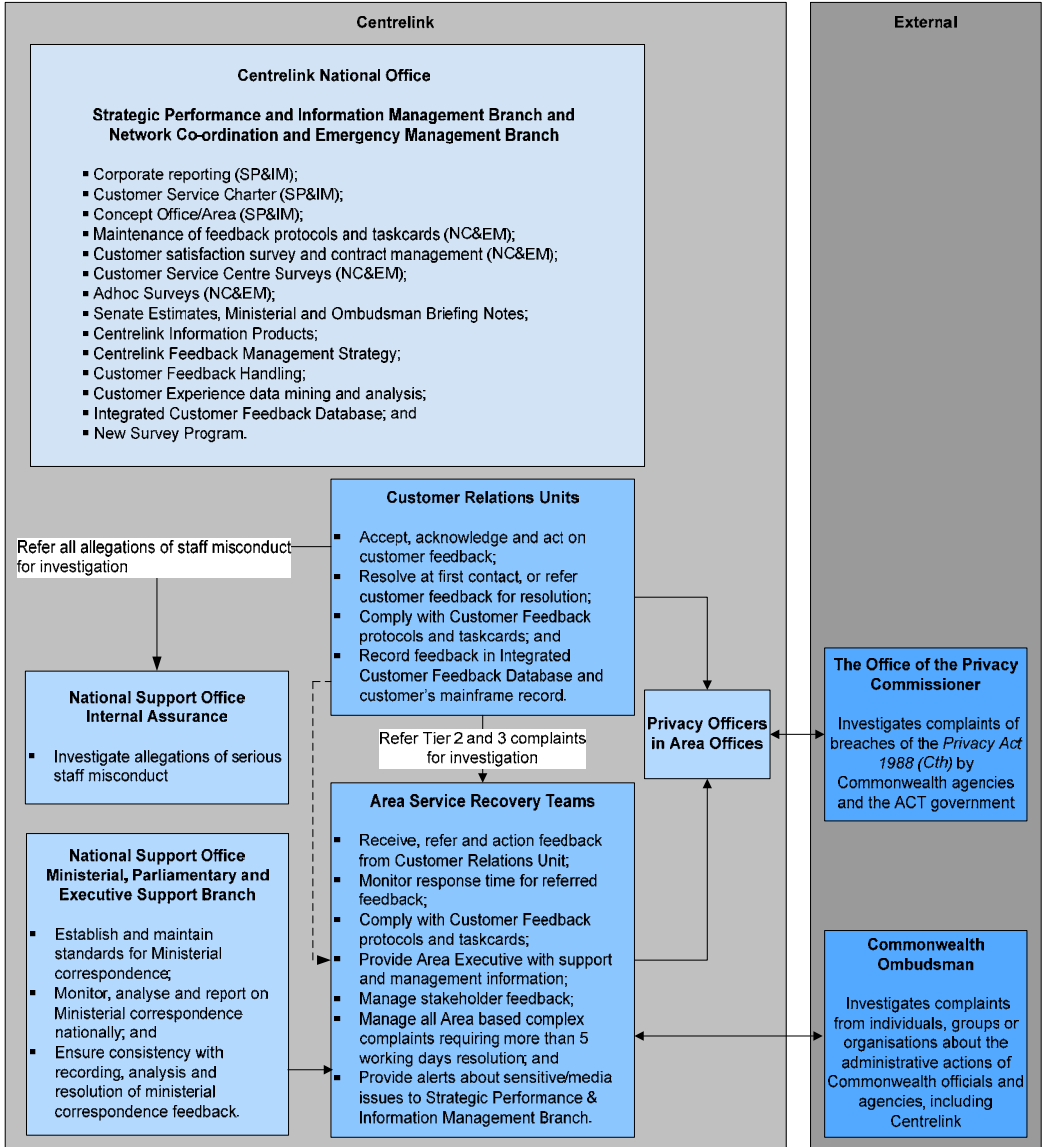 Centrelink
External
Centrelink National Office
Strategic Performance and Information Management Branch and
Network Co-ordination and Emergency Management Branch
▪ Corporate reporting (SP&IM);
▪ Customer Service Charter (SP&IM);
▪ Concept Office/Area (SP&IM);
▪ Maintenance of feedback protocols and taskcards (NC&EM);
▪ Customer satisfaction survey and contract management (NC&EM);
▪ Customer Service Centre Surveys (NC&EM);
▪ Adhoc Surveys (NC&EM);
▪ Senate Estimates, Ministerial and Ombudsman Briefing Notes;
▪ Centrelink Information Products;
▪ Centrelink Feedback Management Strategy;
▪ Customer Feedback Handling;
▪ Customer Experience data mining and analysis;
▪ Integrated Customer Feedback Database; and
▪ New Survey Program.
Customer Relations Units
▪ Accept, acknowledge and act on
customer feedback;
▪ Resolve at first contact, or refer
customer feedback for resolution;
▪ Comply with Customer Feedback
protocols and taskcards; and
▪ Record feedback in Integrated
Customer Feedback Database and
customer's mainframe record.
Refer all allegations of staff misconduct
for investigation
National Support Office
Internal Assurance
▪ Investigate allegations of serious
staff misconduct
Refer Tier 2 and 3 complaints
for investigation
Privacy Officers
in Area Offices
The Office of the Privacy
Commissioner
Investigates complaints of
breaches of the Privacy Act
1988 (Cth) by
Commonwealth agencies
and the ACT government
National Support Office
Ministerial, Parliamentary and
Executive Support Branch
▪ Establish and maintain
standards for Ministerial
correspondence;
▪ Monitor, analyse and report on
Ministerial correspondence
nationally; and
▪ Ensure consistency with
recording, analysis and
resolution of ministerial
correspondence feedback.
Area Service Recovery Teams
▪ Receive, refer and action feedback
from Customer Relations Unit;
▪ Monitor response time for referred
feedback;
▪ Comply with Customer Feedback
protocols and taskcards;
▪ Provide Area Executive with support
and management information;
▪ Manage stakeholder feedback;
▪ Manage all Area based complex
complaints requiring more than 5
working days resolution; and
▪ Provide alerts about sensitive/media
issues to Strategic Performance &
Information Management Branch.
Commonwealth
Ombudsman
Investigates complaints
from individuals, groups or
organisations about the
administrative actions of
Commonwealth officials and
agencies, including
Centrelink